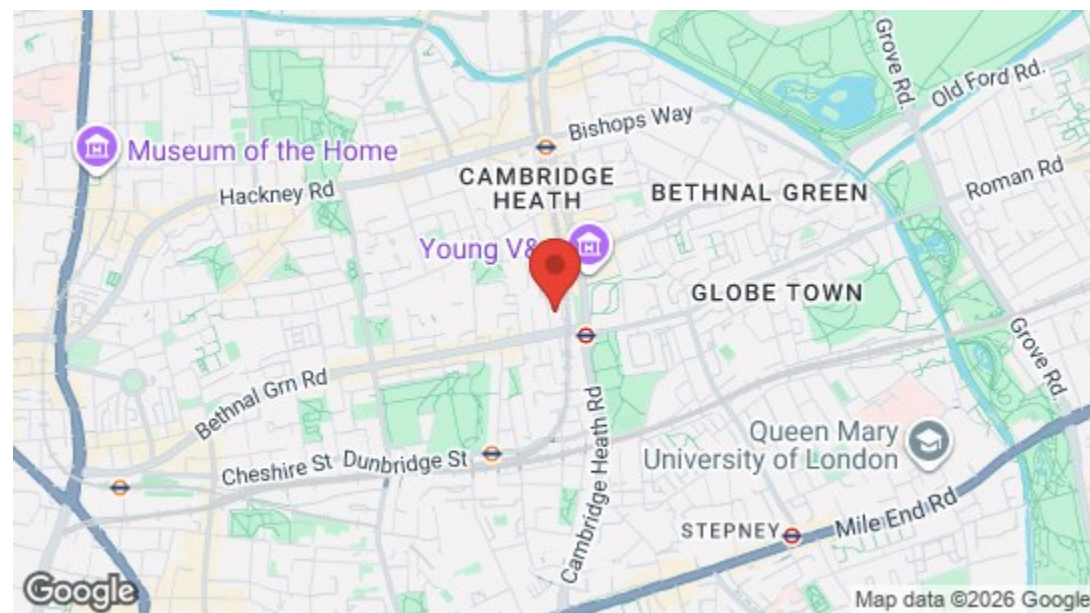 Grove Rd.
Old Ford Rd.
Bishops Way
Museum of the Home
CAMBRIDGE
HEATH
BETHNAL GREEN
Roman Rd
Hackney Rd
Young V&
GLOBE TOWN
Grove Rd.
Bethnal Grn Rd
Cambridge Heath Rd
Queen Mary
University of London
Cheshire St
Dunbridge St
STEPNEY
Mile End Rd
Google
Map data ©2026 Google